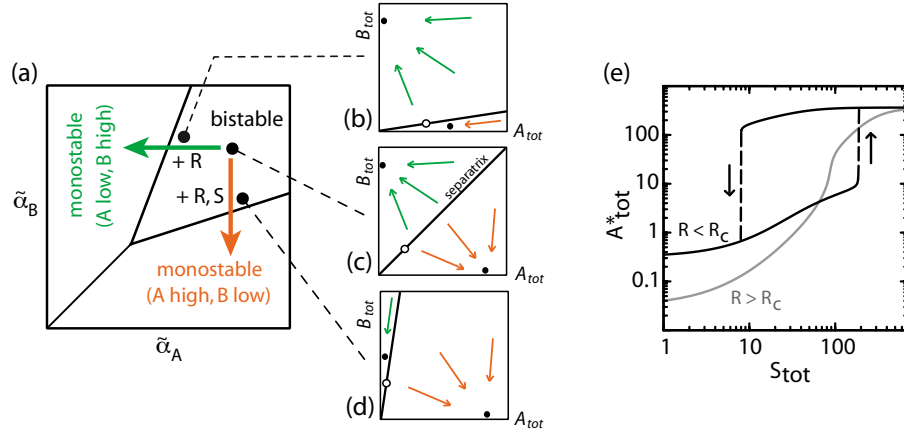 (a)
monostable
(A low, B high)
bistable
+ R
+ R, S
monostable
(A high, B low)
α̃B
α̃A
Btot
(b)
Atot
Btot
separatrix
(c)
Atot
Btot
(d)
Atot
(e)
A*tot
100
10
1
0.1
R < Rc
R > Rc
1
10
100
Stot